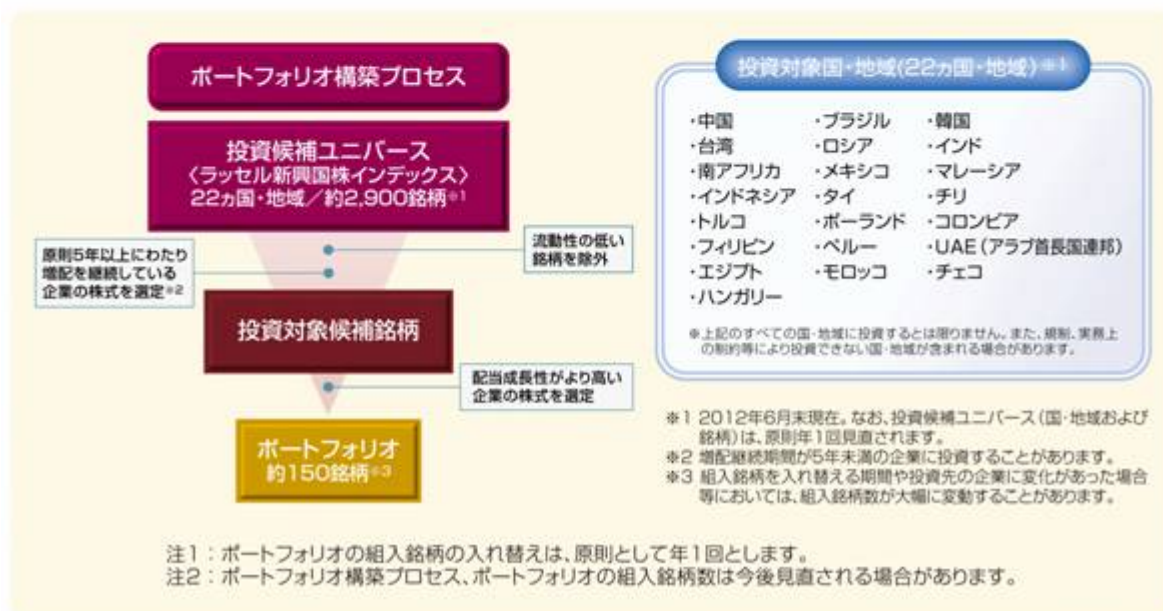 ポートフォリオ構築プロセス
投資候補ユニバース
〈ラッセル新興国株インデックス〉
22ヵ国・地域／約2,900銘柄※1
流動性の低い
銘柄を除外
原則5年以上にわたり
増配を継続している
企業の株式を選定※2
投資対象候補銘柄
配当成長性がより高い
企業の株式を選定
ポートフォリオ
約150銘柄※3
投資対象国・地域(22ヵ国・地域)※1
・中国 ・ブラジル ・韓国
・台湾 ・ロシア ・インド
・南アフリカ ・メキシコ ・マレーシア
・インドネシア ・タイ ・チリ
・トルコ ・ポーランド ・コロンビア
・フィリピン ・ペルー ・UAE（アラブ首長国連邦）
・エジプト ・モロッコ ・チェコ
・ハンガリー
※上記のすべての国・地域に投資するとは限りません。また、規制、実務上
の制約等により投資できない国・地域が含まれる場合があります。
※1 2012年6月末現在。なお、投資候補ユニバース（国・地域および
銘柄）は、原則年1回見直されます。
※2 増配継続期間が5年未満の企業に投資することがあります。
※3 組入銘柄を入れ替える期間や投資先の企業に変化があった場合
等においては、組入銘柄数が大幅に変動することがあります。
注1：ポートフォリオの組入銘柄の入れ替えは、原則として年1回とします。
注2：ポートフォリオ構築プロセス、ポートフォリオの組入銘柄数は今後見直される場合があります。